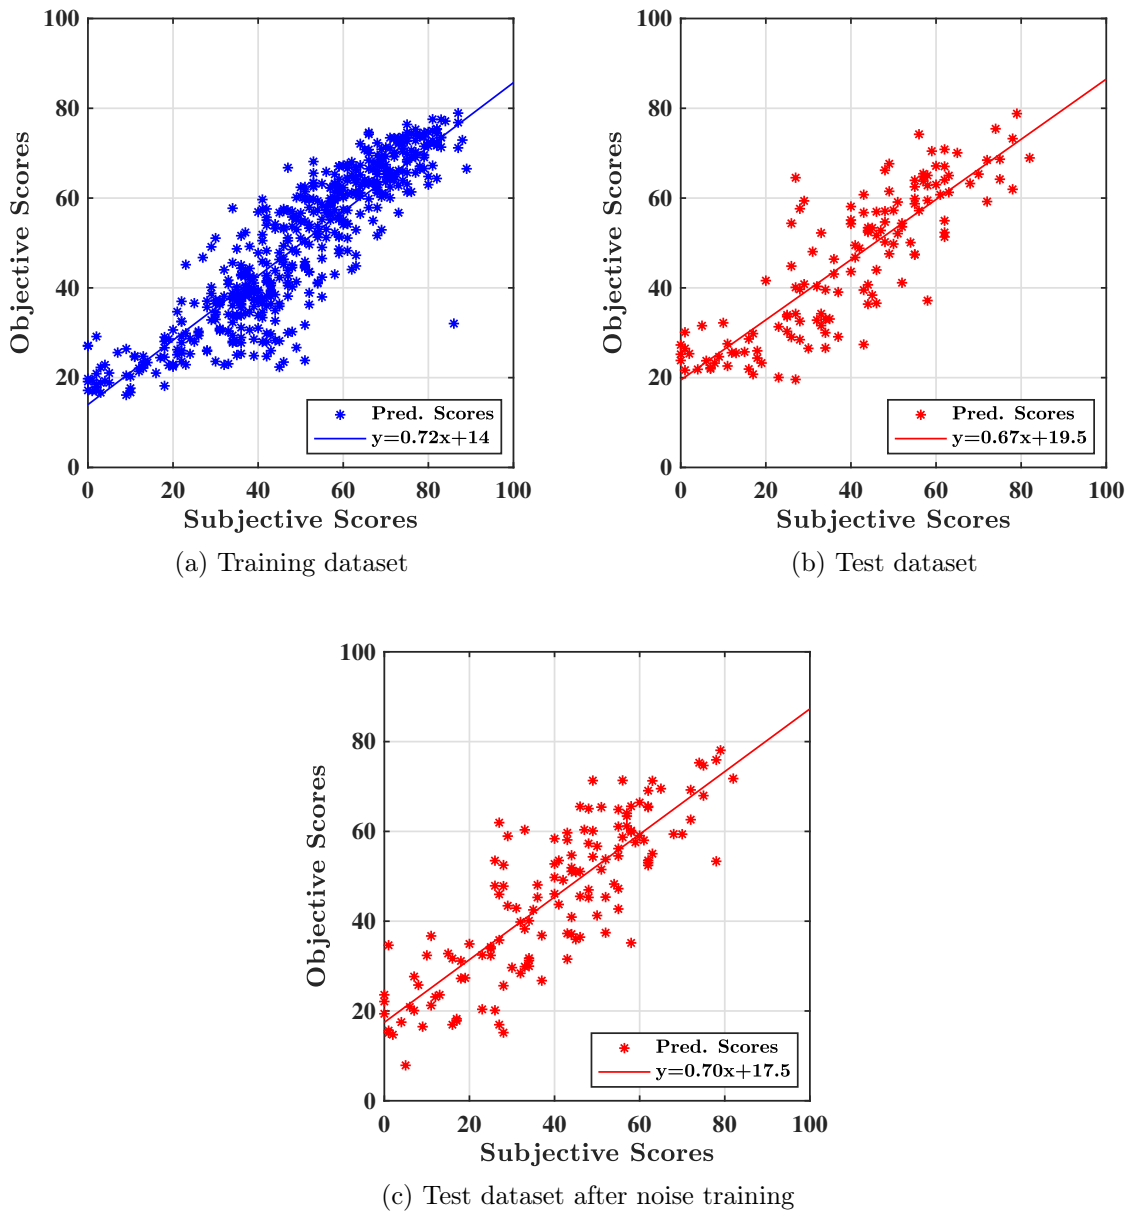 100
80
60
40
20
0
Objective Scores
Pred. Scores
y=0.72x+14
0 20 40 60 80 100
Subjective Scores
(a) Training dataset
100
80
60
40
20
0
Objective Scores
Pred. Scores
y=0.67x+19.5
0 20 40 60 80 100
Subjective Scores
(b) Test dataset
100
80
60
40
20
0
Objective Scores
Pred. Scores
y=0.70x+17.5
0 20 40 60 80 100
Subjective Scores
(c) Test dataset after noise training